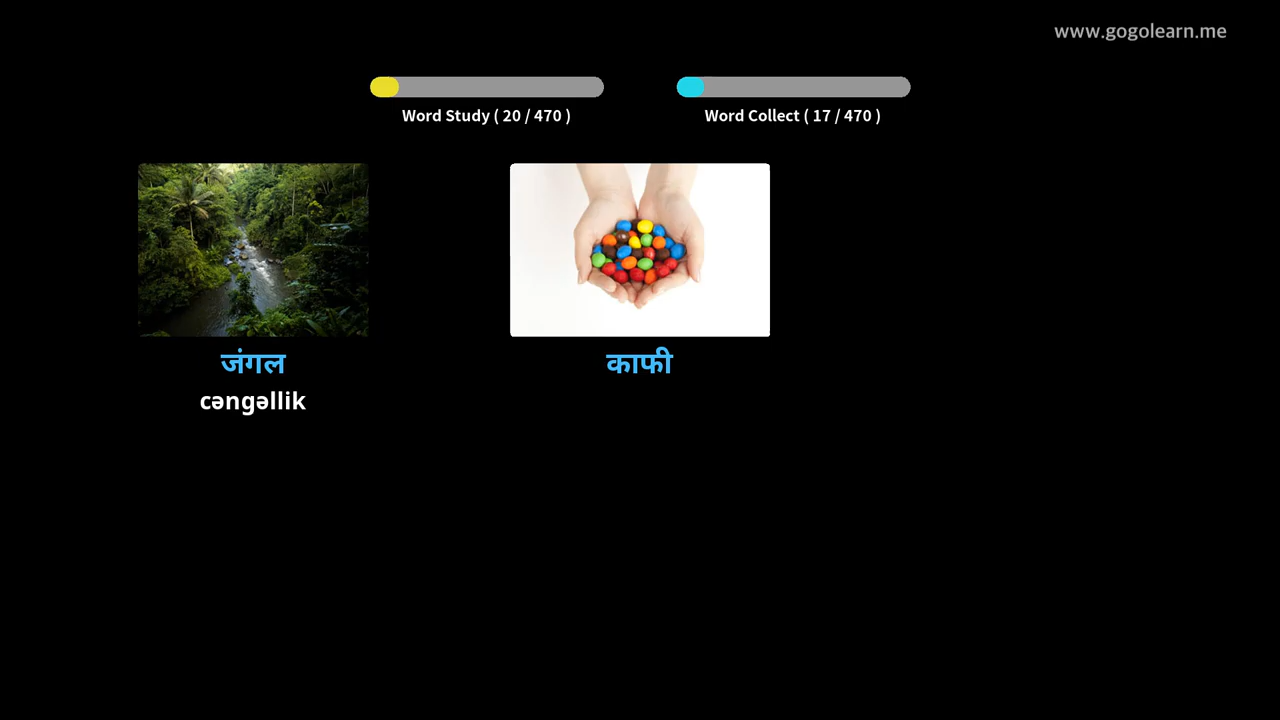 www.gogolearn.me
Word Study ( 20 / 470 )
Word Collect ( 17 / 470 )
जंगल
cəngəllik
काफी